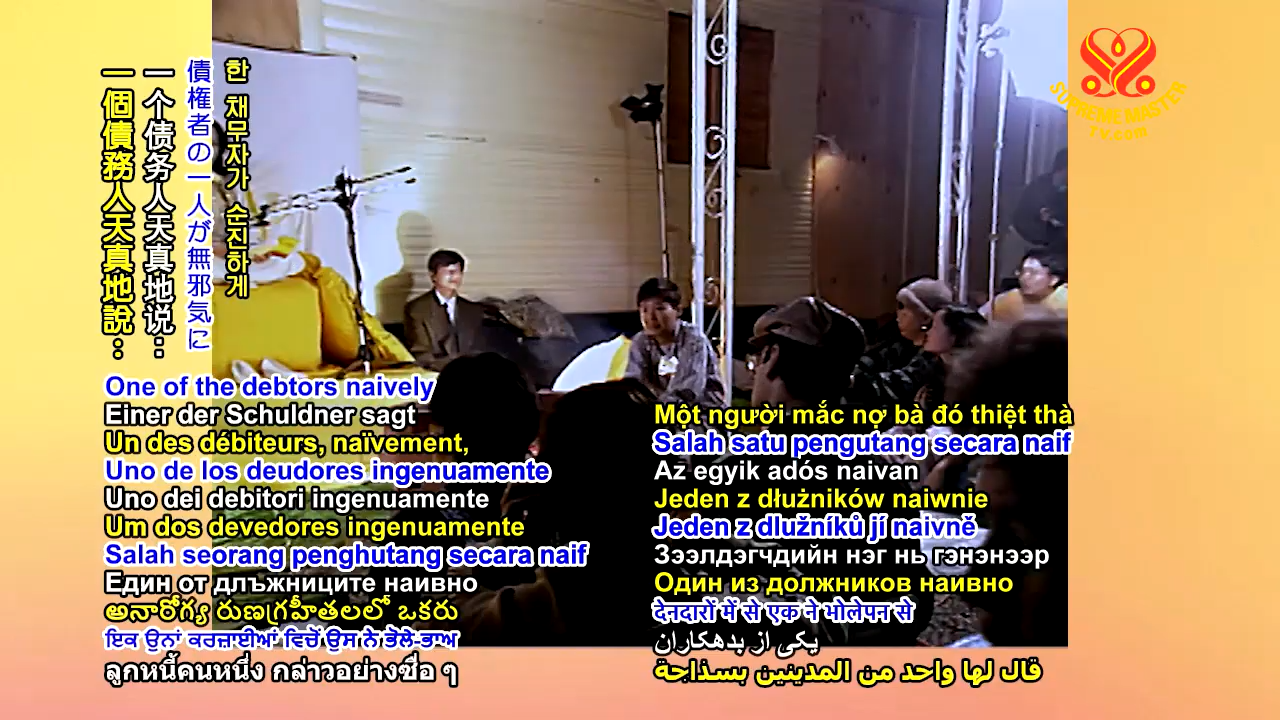 一個債務人天真地說：
一个债务人天真地说：
債権者の一人が無邪気に
한 채무자가 순진하게
SUPREME MASTER
TV.com
One of the debtors naively
Einer der Schuldner sagt
Un des débiteurs, naïvement,
Uno de los deudores ingenuamente
Uno dei debitori ingenuamente
Um dos devedores ingenuamente
Salah seorang penghutang secara naif
Един от длъжниците наивно
అనారోగ్య రుణగ్రహీతలలో ఒకరు
ਇਕ ਉਨਾਂ ਕਰਜ਼ਾਈਆਂ ਵਿਚੋਂ ਉਸ ਨੇ ਭੋਲੇ-ਭਾਅ
ลูกหนี้คนหนึ่ง กล่าวอย่างซื่อ ๆ
Một người mắc nợ bà đó thiệt thà
Salah satu pengutang secara naif
Az egyik adós naivan
Jeden z dłużników naiwnie
Jeden z dlužníků jí naivně
Зээлдэгчдийн нэг нь гэнэнээр
Один из должников наивно
देनदारों में से एक ने भोलेपन से
یکی از بدهکاران
قال لها واحد من المدينين بسذاجة